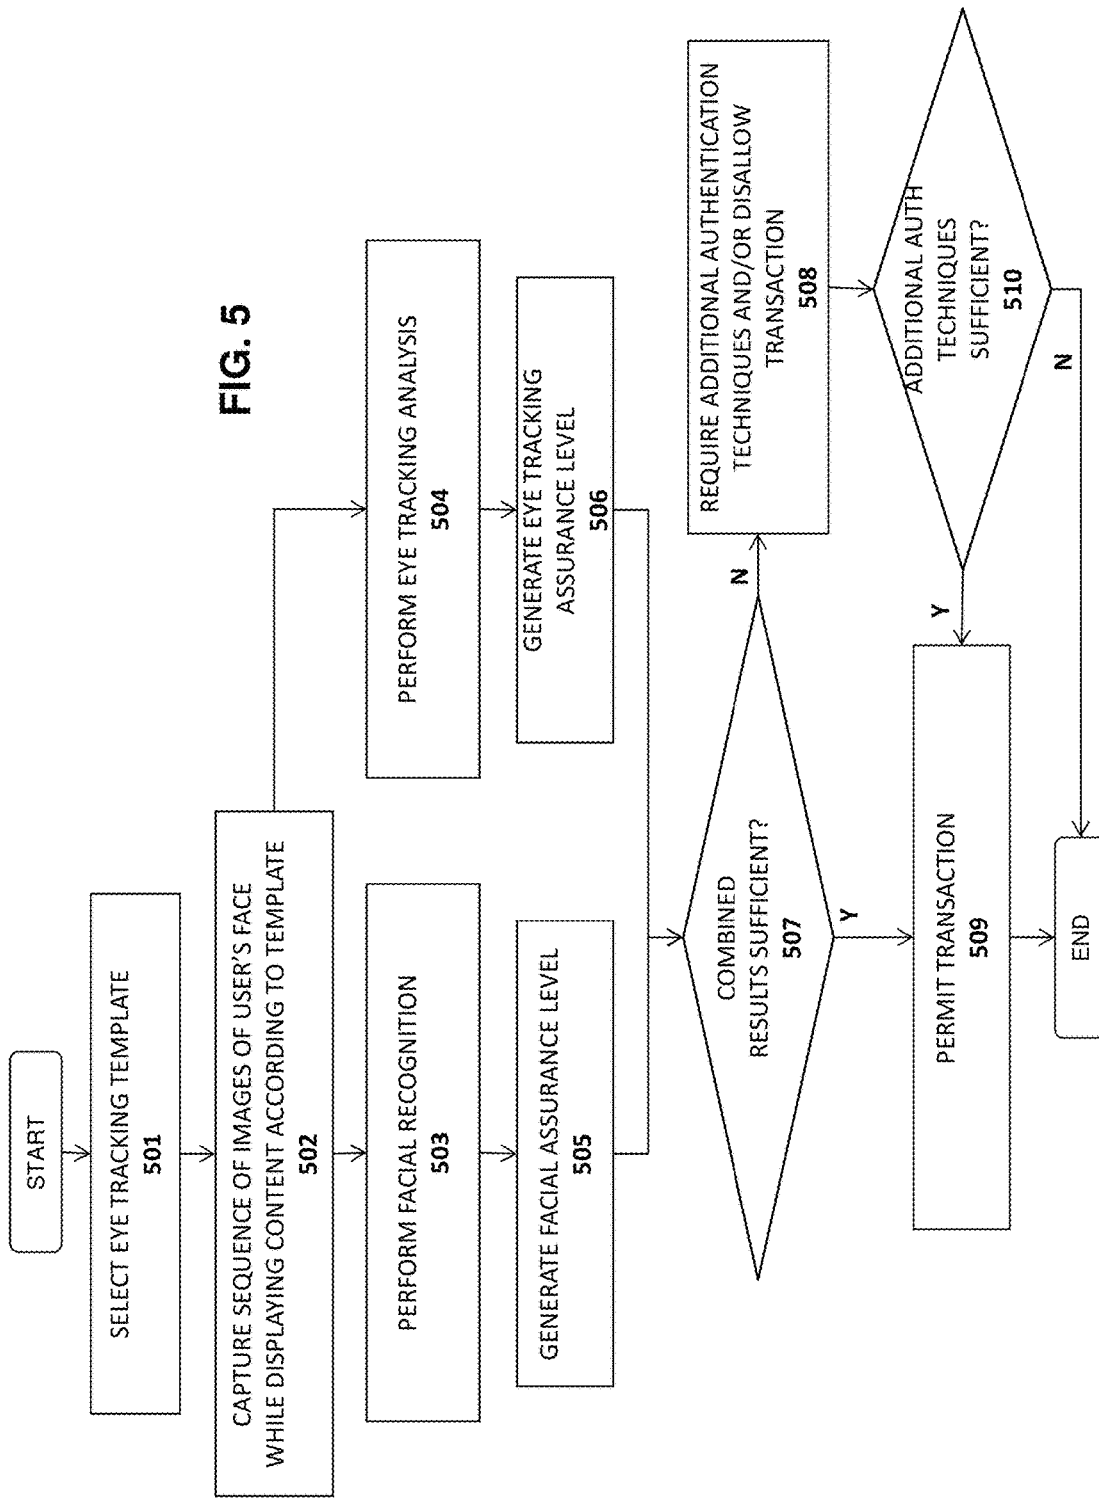 FIG. 5
START
SELECT EYE TRACKING TEMPLATE
501
CAPTURE SEQUENCE OF IMAGES OF USER'S FACE
WHILE DISPLAYING CONTENT ACCORDING TO TEMPLATE
502
PERFORM FACIAL RECOGNITION
503
PERFORM EYE TRACKING ANALYSIS
504
GENERATE FACIAL ASSURANCE LEVEL
505
GENERATE EYE TRACKING
ASSURANCE LEVEL
506
COMBINED
RESULTS SUFFICIENT?
507
N
Y
REQUIRE ADDITIONAL AUTHENTICATION
TECHNIQUES AND/OR DISALLOW
TRANSACTION
508
ADDITIONAL AUTH
TECHNIQUES
SUFFICIENT?
510
Y
N
PERMIT TRANSACTION
509
END